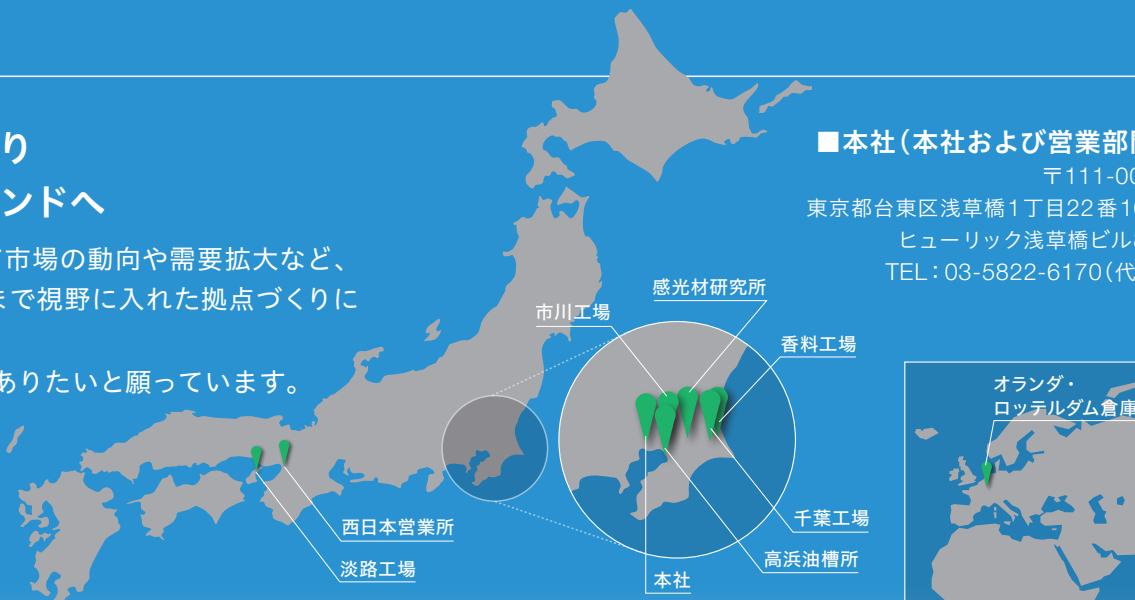 り
ンドへ
市場の動向や需要拡大など、
まで視野に入れた拠点づくりに
ありたいと願っています。
■本社(本社および営業部
〒111-00
東京都台東区浅草橋1丁目22番1
ヒューリック浅草橋ビル
TEL:03-5822-6170(代
感光材研究所
市川工場
香料工場
オランダ・
ロッテルダム倉庫
千葉工場
西日本営業所
高浜油槽所
淡路工場
本社